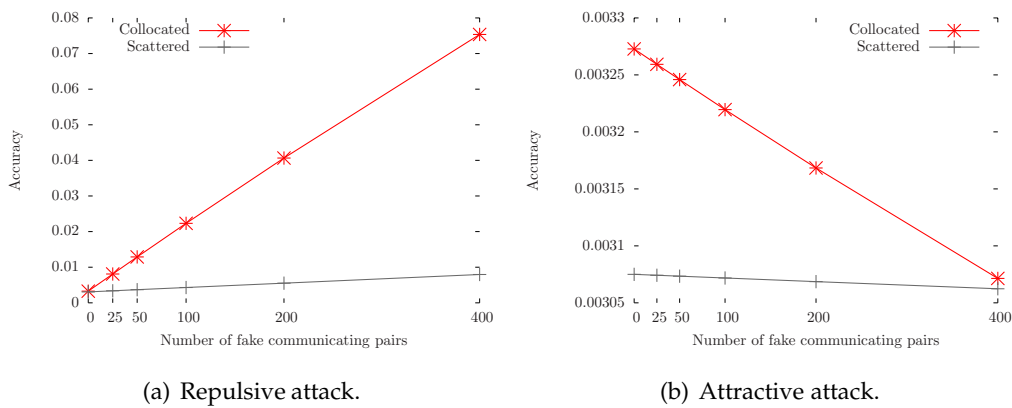 0.08
0.07
0.06
0.05
0.04
0.03
0.02
0.01
0
Accuracy
Collocated
Scattered
0 25 50 100 200 400
Number of fake communicating pairs
(a) Repulsive attack.
0.0033
0.00325
0.0032
0.00315
0.0031
0.00305
Accuracy
Collocated
Scattered
0 25 50 100 200 400
Number of fake communicating pairs
(b) Attractive attack.